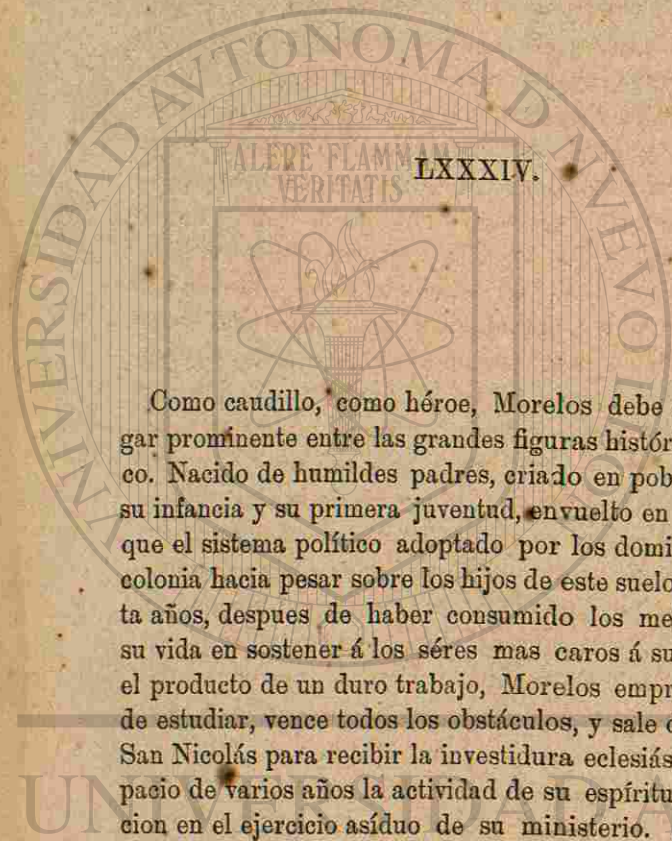 LXXXIV.
Como caudillo, como héroe, Morelos debe
gar prominente entre las grandes figuras histór
co. Nacido de humildes padres, criado en pob
su infancia y su primera juventud, envuelto en
que el sistema político adoptado por los domi
colonia hacia pesar sobre los hijos de este suelo
ta años, despues de haber consumido los me
su vida en sostener á los séres mas caros á su
el producto de un duro trabajo, Morelos empr
de estudiar, vence todos los obstáculos, y sale
San Nicolás para recibir la investidura eclesiás
pacio de varios años la actividad de su espíritu
cion en el ejercicio asíduo de su ministerio.
UNIVERSIDAD AUTONOMA D NUEVO
ALERE FLAMMAM
VERITATIS
UNIVERSIDAD A